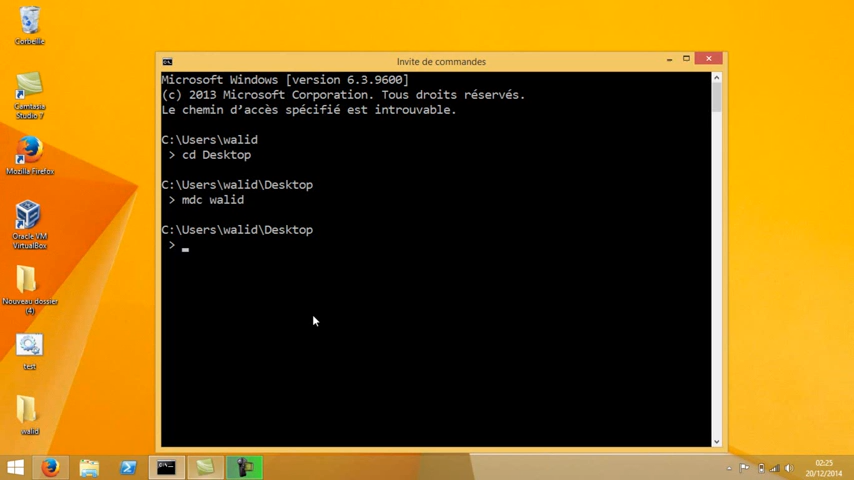 Corbeille
Camtasia
Studio 7
Mozilla Firefox
Oracle VM
VirtualBox
Nouveau dossier
(4)
test
walid
Invite de commandes
Microsoft Windows [version 6.3.9600]
(c) 2013 Microsoft Corporation. Tous droits réservés.
Le chemin d’accès spécifié est introuvable.
C:\Users\walid
> cd Desktop
C:\Users\walid\Desktop
> mdc walid
C:\Users\walid\Desktop
> _
02:25
20/12/2014